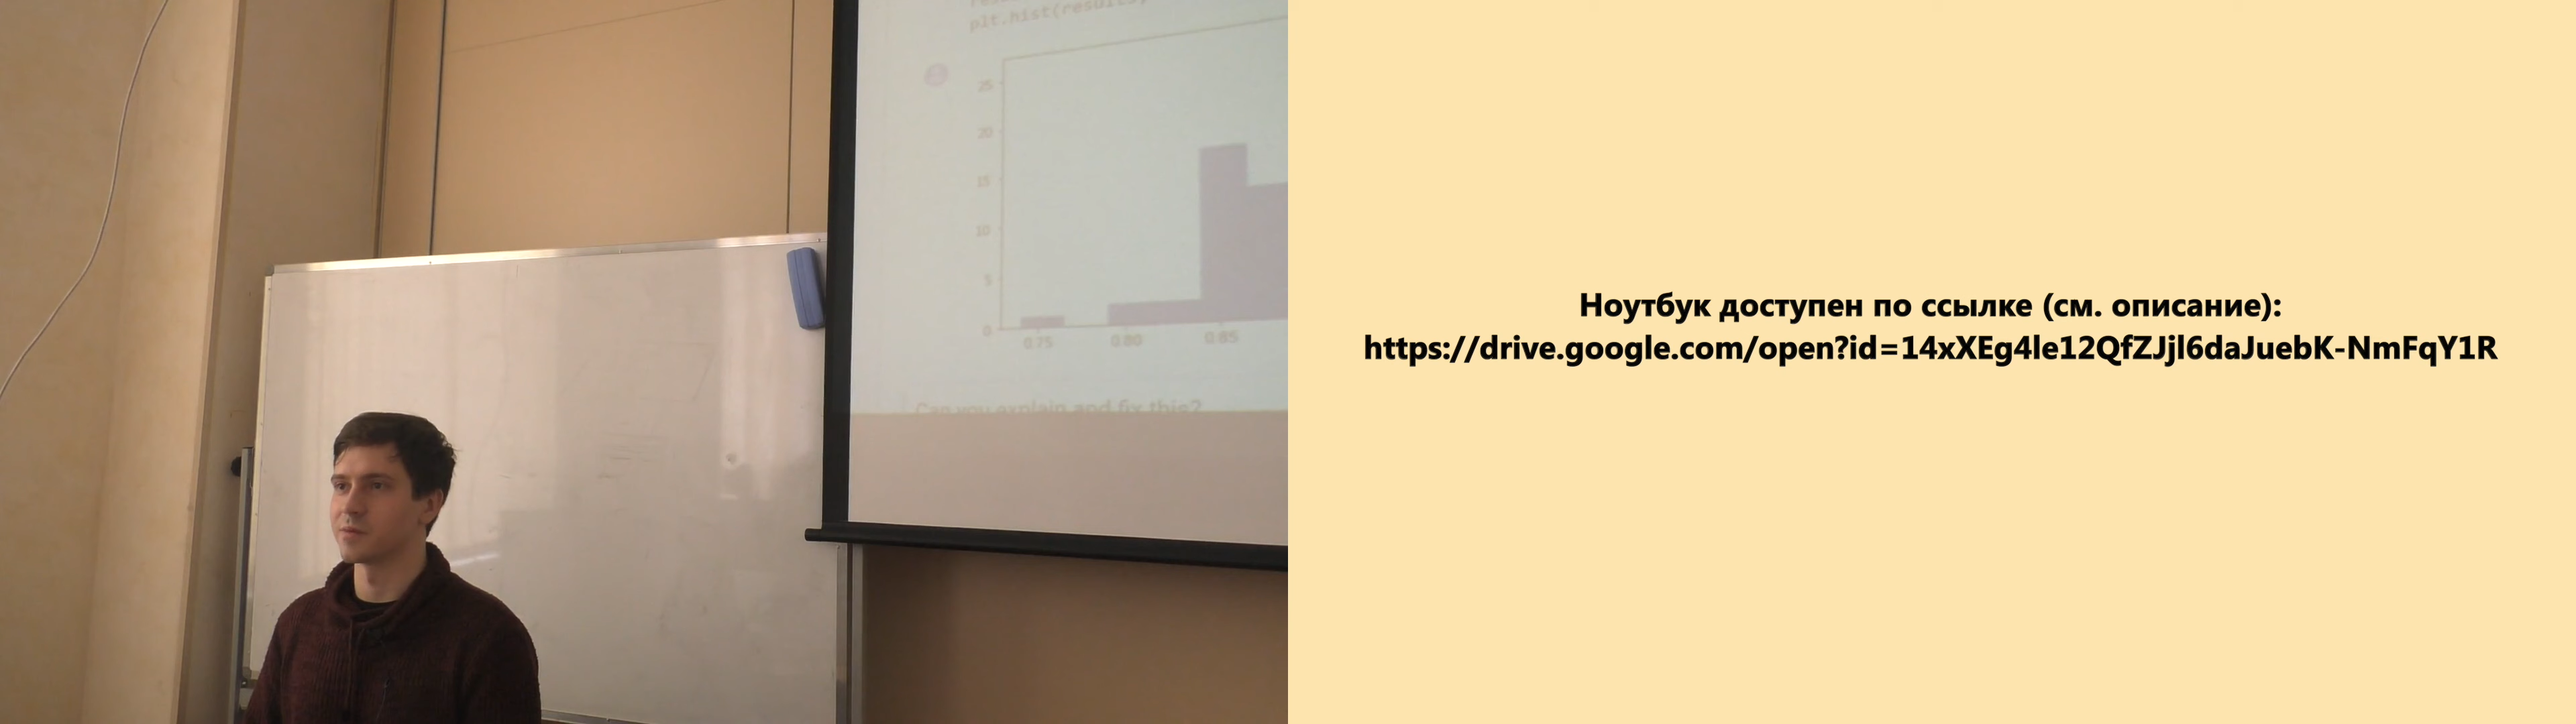 plt.hist(results,
25
20
15
10
5
0
0.75 0.80 0.85
Can you explain and fix this?
Ноутбук доступен по ссылке (см. описание):
https://drive.google.com/open?id=14xXEg4le12QfZJjl6daJuebK-NmFqY1R